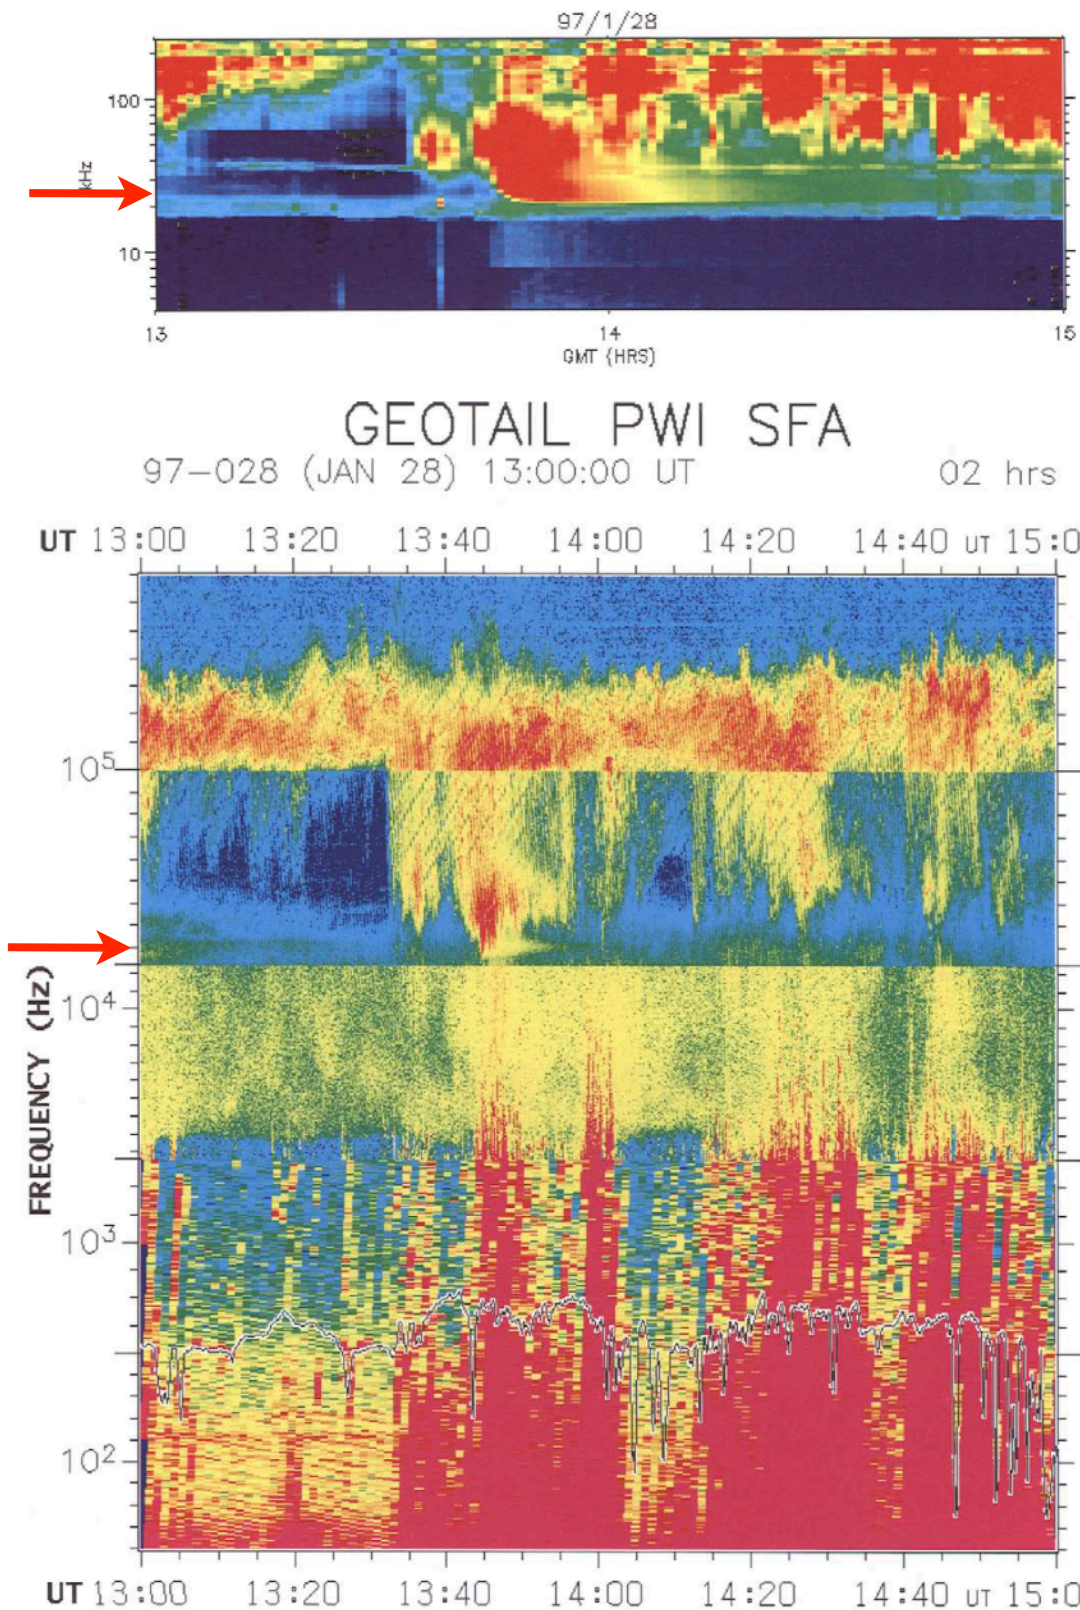 97/1/28
100
kHz
10
13 14 15
GMT (HRS)
GEOTAIL PWI SFA
97-028 (JAN 28) 13:00:00 UT 02 hrs
UT 13:00 13:20 13:40 14:00 14:20 14:40 UT 15:0
10⁵
10⁴
FREQUENCY (Hz)
10³
10²
UT 13:00 13:20 13:40 14:00 14:20 14:40 UT 15:0